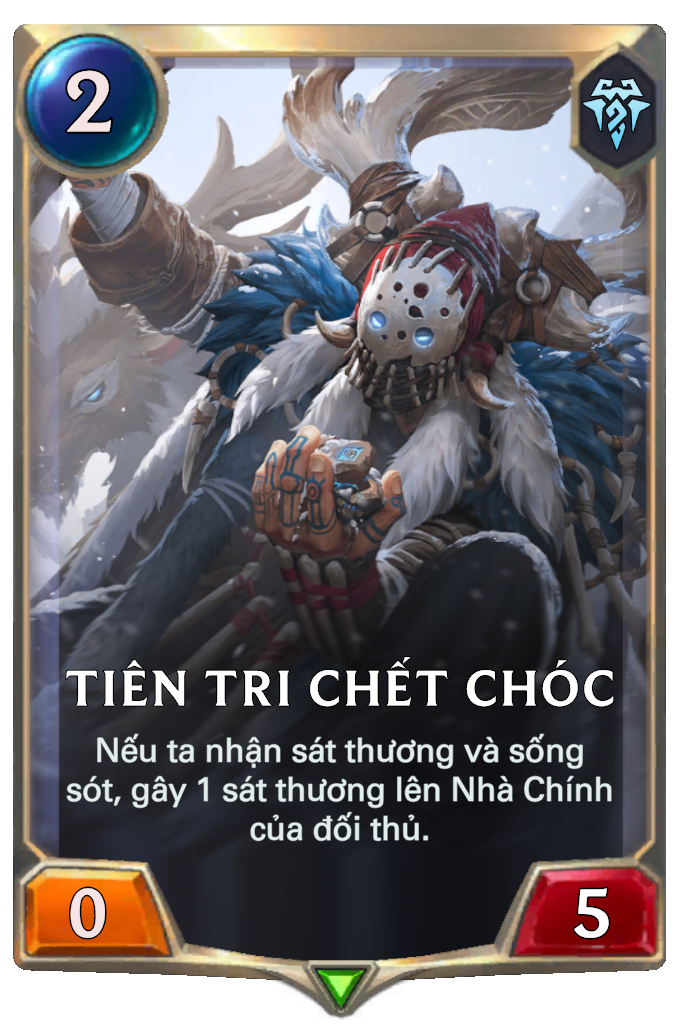 2
TIÊN TRI CHẾT CHÓC
Nếu ta nhận sát thương và sống
sót, gây 1 sát thương lên Nhà Chính
của đối thủ.
0
5